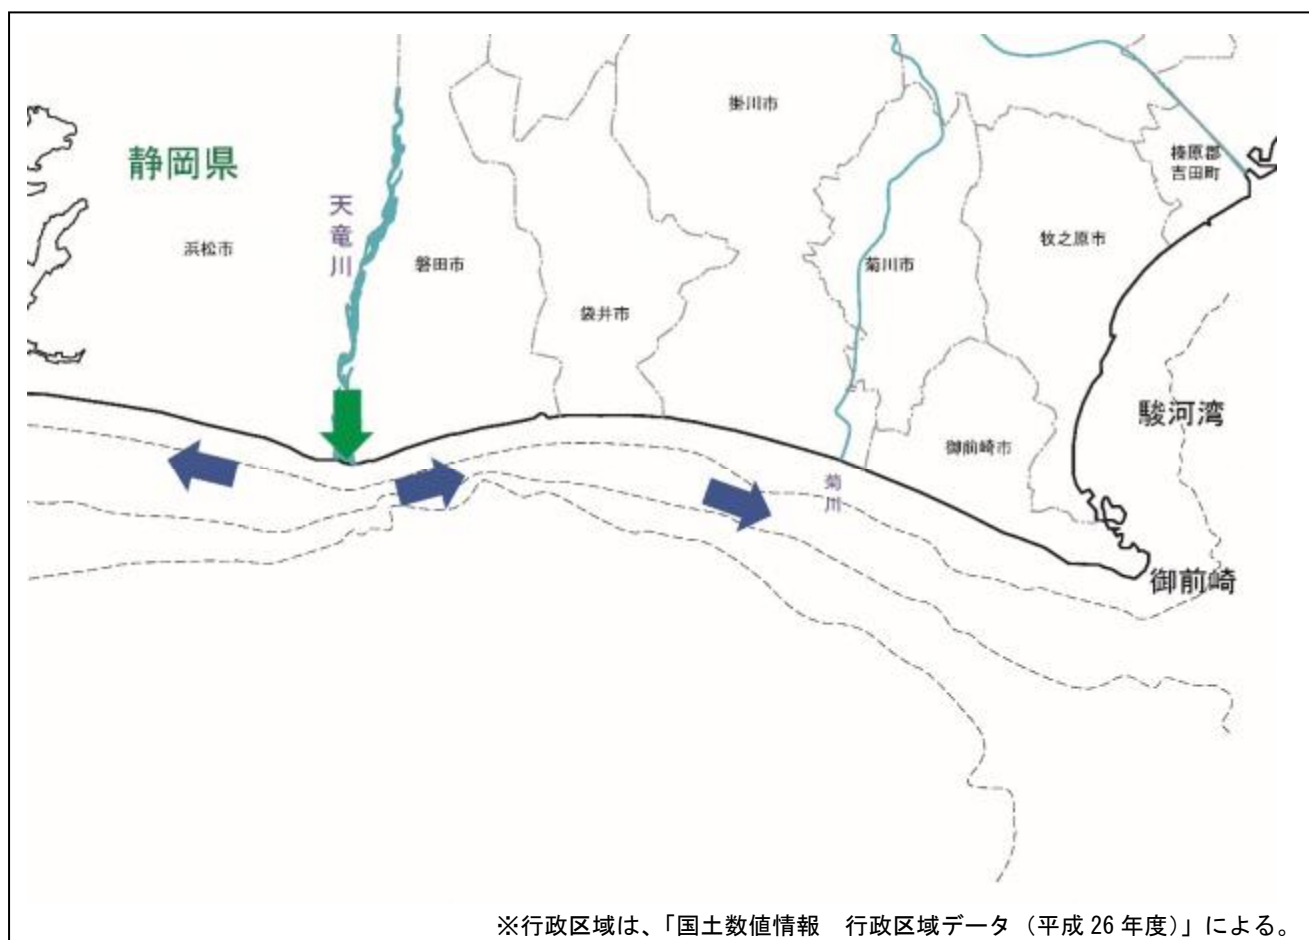 掛川市
静岡県
榛原郡
吉田町
天竜川
浜松市
磐田市
菊川市
牧之原市
袋井市
駿河湾
御前崎市
菊川
御前崎
※行政区域は、「国土数値情報　行政区域データ（平成 26 年度）」による。